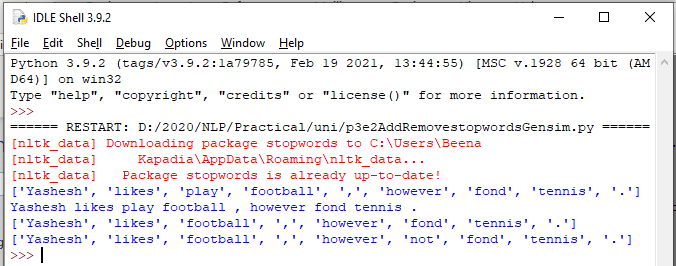 IDLE Shell 3.9.2
File Edit Shell Debug Options Window Help
Python 3.9.2 (tags/v3.9.2:1a79785, Feb 19 2021, 13:44:55) [MSC v.1928 64 bit (AM
D64)] on win32
Type "help", "copyright", "credits" or "license()" for more information.
>>>
====== RESTART: D:/2020/NLP/Practical/uni/p3e2AddRemovestopwordsGensim.py ======
[nltk_data] Downloading package stopwords to C:\Users\Beena
[nltk_data]     Kapadia\AppData\Roaming\nltk_data...
[nltk_data]   Package stopwords is already up-to-date!
['Yashesh', 'likes', 'play', 'football', ',', 'however', 'fond', 'tennis', '.']
Yashesh likes play football , however fond tennis .
['Yashesh', 'likes', 'football', ',', 'however', 'fond', 'tennis', '.']
['Yashesh', 'likes', 'football', ',', 'however', 'not', 'fond', 'tennis', '.']
>>>